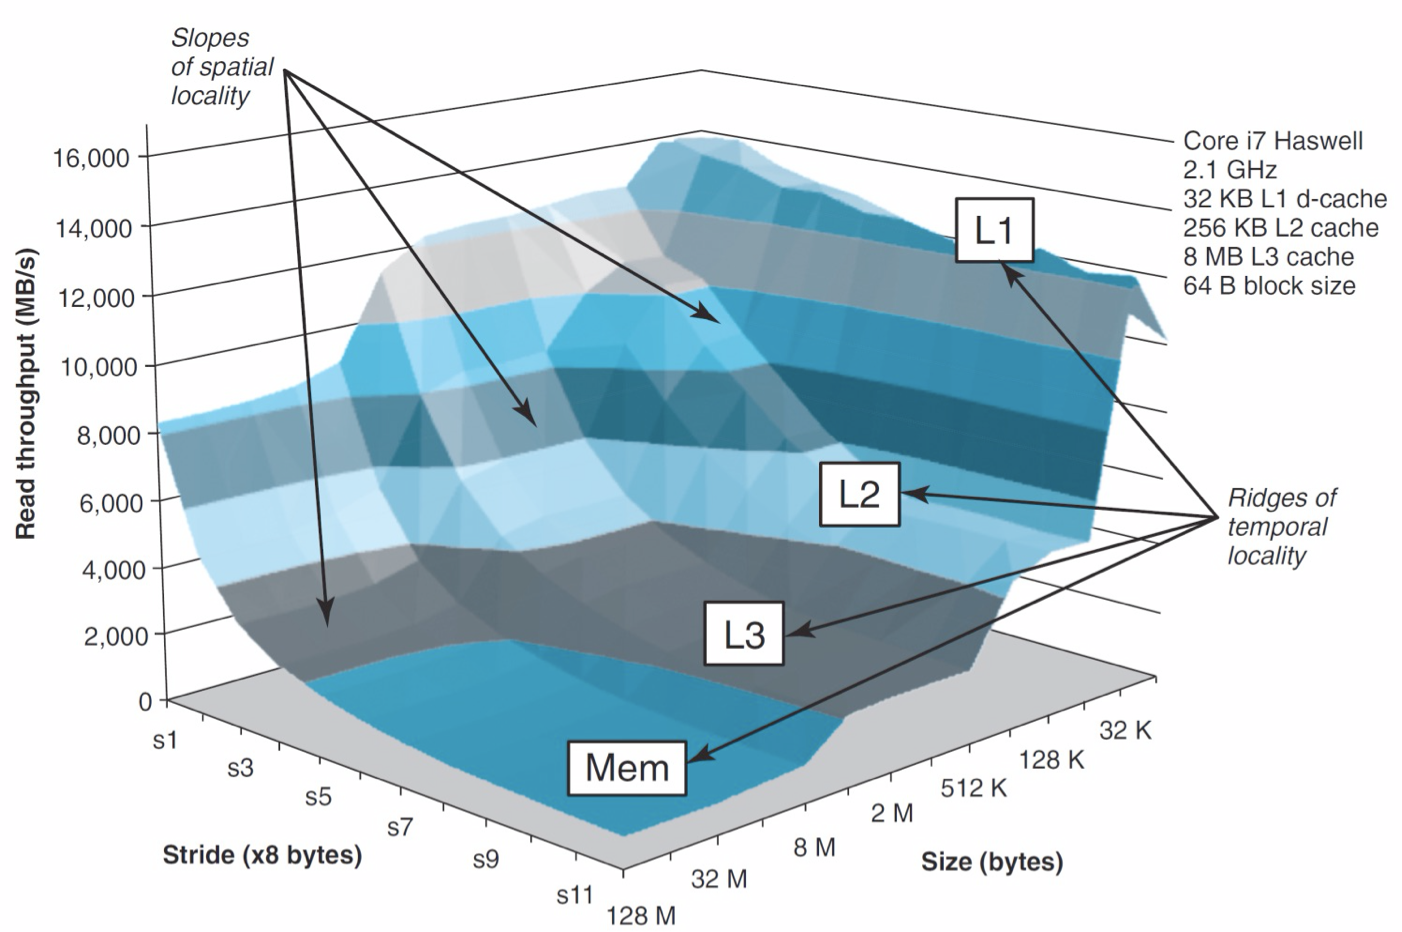 Slopes
of spatial
locality
16,000
14,000
12,000
10,000
8,000
6,000
4,000
2,000
0
Read throughput (MB/s)
Core i7 Haswell
2.1 GHz
32 KB L1 d-cache
256 KB L2 cache
8 MB L3 cache
64 B block size
L1
L2
L3
Mem
Ridges of
temporal
locality
s1
s3
s5
s7
s9
s11
Stride (x8 bytes)
128 M
32 M
8 M
2 M
512 K
128 K
32 K
Size (bytes)